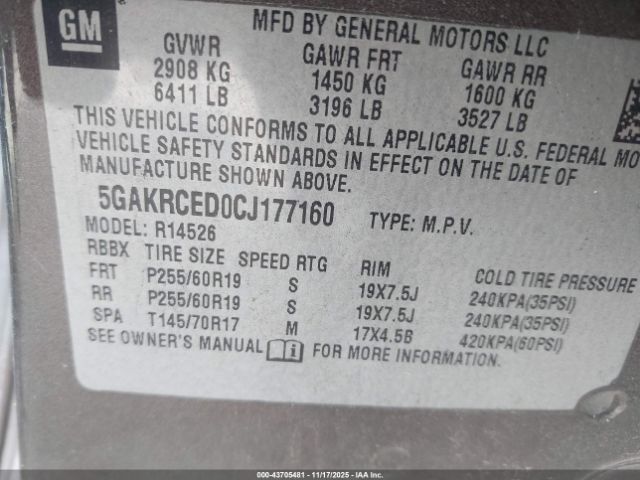 GM
MFD BY GENERAL MOTORS LLC
GVWR GAWR FRT GAWR RR
2908 KG 1450 KG 1600 KG
6411 LB 3196 LB 3527 LB
THIS VEHICLE CONFORMS TO ALL APPLICABLE U.S. FEDERAL MO
VEHICLE SAFETY STANDARDS IN EFFECT ON THE DATE OF
MANUFACTURE SHOWN ABOVE.
5GAKRCED0CJ177160 TYPE: M.P.V.
MODEL: R14526
RBBX TIRE SIZE SPEED RTG RIM COLD TIRE PRESSURE
FRT P255/60R19 S 19X7.5J 240KPA(35PSI)
RR P255/60R19 S 19X7.5J 240KPA(35PSI)
SPA T145/70R17 M 17X4.5B 420KPA(60PSI)
SEE OWNER'S MANUAL i FOR MORE INFORMATION.
000-43705481 - 11/17/2025 - IAAI.COM